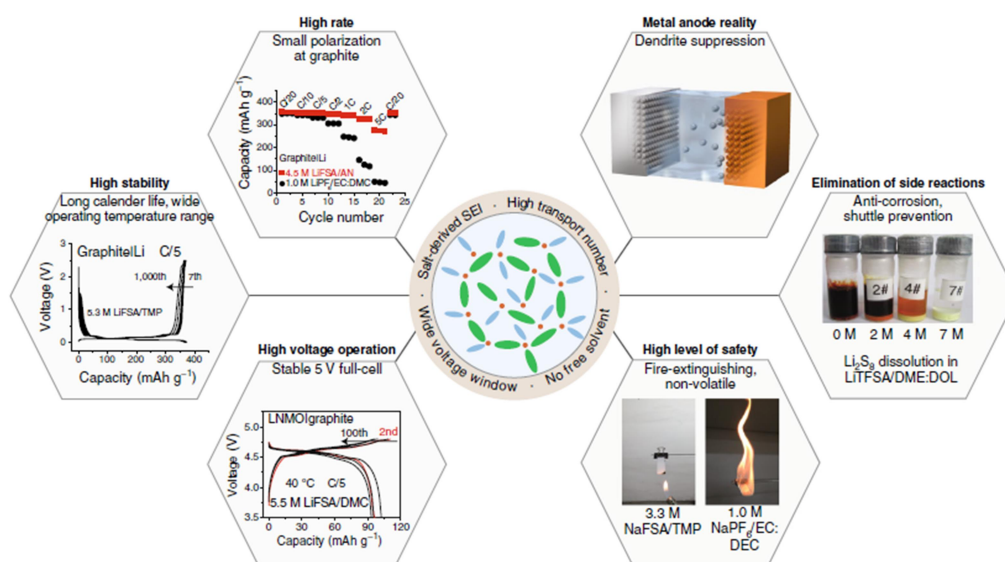 High rate
Small polarization
at graphite
Capacity (mAh g⁻¹)
400
300
200
100
0
C/20
C/10
C/5
C/2
1C
2C
5C
C/20
Graphite|Li
4.5 M LiFSA/AN
1.0 M LiPF₆/EC:DMC
0 5 10 15 20 25
Cycle number
Metal anode reality
Dendrite suppression
High stability
Long calender life, wide
operating temperature range
Graphite|Li C/5
Voltage (V)
3
2
1
0
1,000th 7th
5.3 M LiFSA/TMP
0 100 200 300 400
Capacity (mAh g⁻¹)
Elimination of side reactions
Anti-corrosion,
shuttle prevention
2# 4# 7#
0 M 2 M 4 M 7 M
Li₂S₈ dissolution in
LiTFSA/DME:DOL
Salt-derived SEI · High transport number ·
Wide voltage window · No free solvent ·
High voltage operation
Stable 5 V full-cell
LNMO|graphite
100th 2nd
Voltage (V)
5.0
4.5
4.0
3.5
40 °C C/5
5.5 M LiFSA/DMC
0 30 60 90 120
Capacity (mAh g⁻¹)
High level of safety
Fire-extinguishing,
non-volatile
3.3 M
NaFSA/TMP
1.0 M
NaPF₆/EC:
DEC